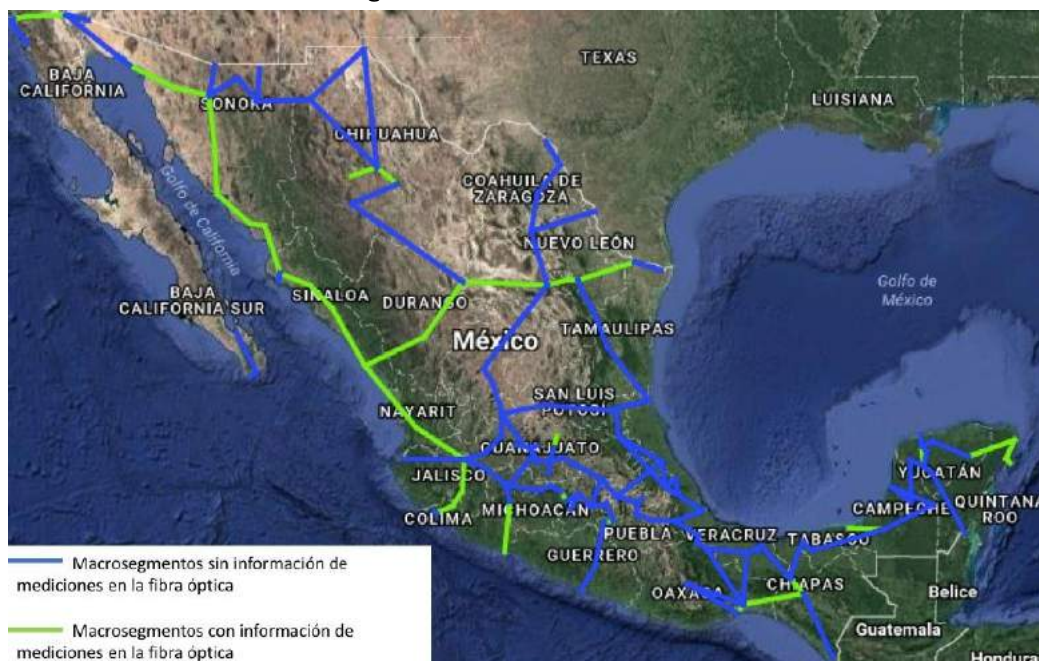 TEXAS
BAJA
CALIFORNIA
LUISIANA
SONORA
CHIHUAHUA
COAHUILA DE
ZARAGOZA
Golfo de California
NUEVO LEÓN
Golfo de
México
BAJA
CALIFORNIA SUR
SINALOA
DURANGO
TAMAULIPAS
México
SAN LUIS
POTOSÍ
NAYARIT
GUANAJUATO
JALISCO
YUCATÁN
COLIMA
MICHOACÁN
CAMPECHE
QUINTANA
ROO
PUEBLA
VERACRUZ
TABASCO
GUERRERO
OAXACA
CHIAPAS
Belice
Guatemala
Hondura
Macrosegmentos sin información de
mediciones en la fibra óptica
Macrosegmentos con información de
mediciones en la fibra óptica